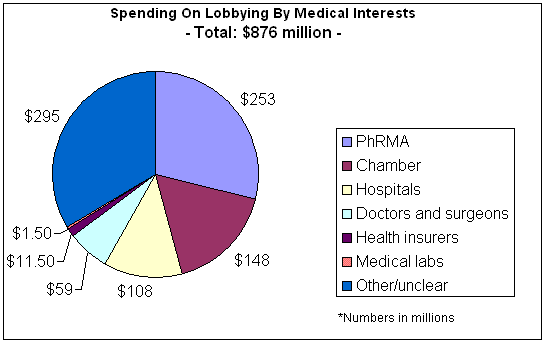 Spending On Lobbying By Medical Interests
- Total: $876 million -
$253
$295
PhRMA
Chamber
Hospitals
Doctors and surgeons
Health insurers
Medical labs
Other/unclear
$1.50
$11.50
$59
$108
$148
*Numbers in millions